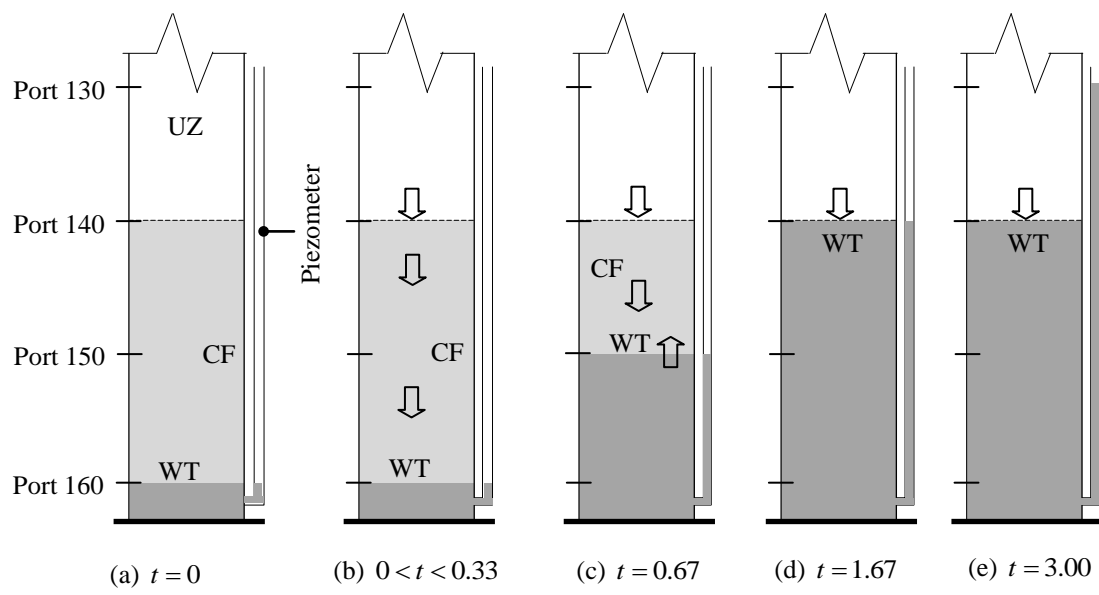 Port 130
UZ
Port 140
Piezometer
WT
WT
CF
Port 150
CF
CF
WT
WT
WT
Port 160
(a) t = 0
(b) 0 < t < 0.33
(c) t = 0.67
(d) t = 1.67
(e) t = 3.00